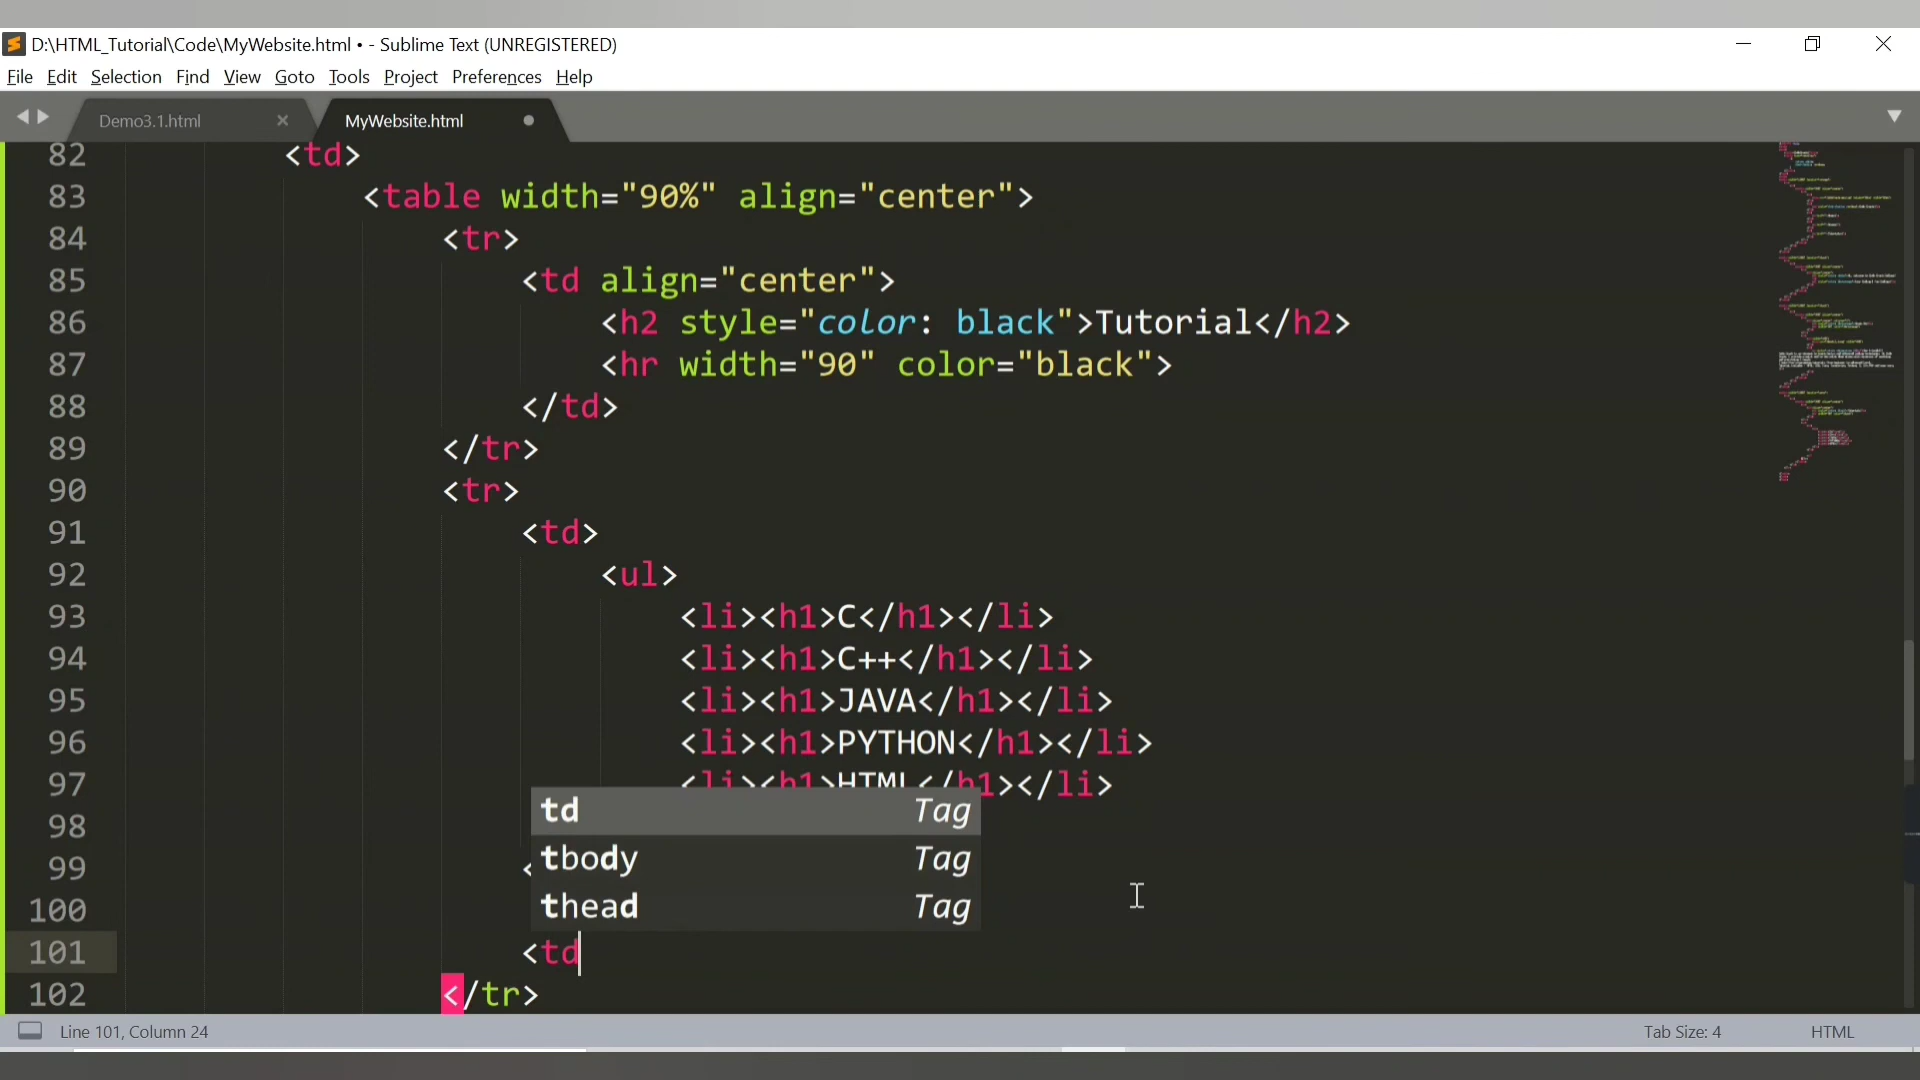 D:\HTML_Tutorial\Code\MyWebsite.html • - Sublime Text (UNREGISTERED)
File Edit Selection Find View Goto Tools Project Preferences Help
Demo3.1.html × MyWebsite.html
82 <td>
83 <table width="90%" align="center">
84 <tr>
85 <td align="center">
86 <h2 style="color: black">Tutorial</h2>
87 <hr width="90" color="black">
88 </td>
89 </tr>
90 <tr>
91 <td>
92 <ul>
93 <li><h1>C</h1></li>
94 <li><h1>C++</h1></li>
95 <li><h1>JAVA</h1></li>
96 <li><h1>PYTHON</h1></li>
97 <li><h1>HTML</h1></li>
td Tag
98
tbody Tag
99 <
thead Tag
100
101 <td
102 </tr>
Line 101, Column 24 Tab Size: 4 HTML